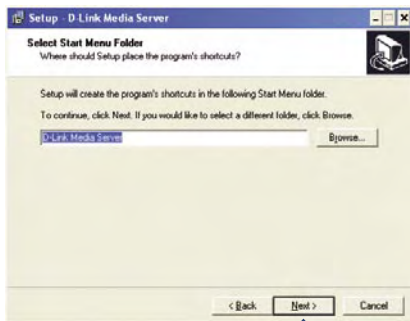 Setup - D-Link Media Server
Select Start Menu Folder
Where should Setup place the program's shortcuts?
Setup will create the program's shortcuts in the following Start Menu folder.
To continue, click Next. If you would like to select a different folder, click Browse.
D-Link Media Server
Browse...
< Back
Next >
Cancel